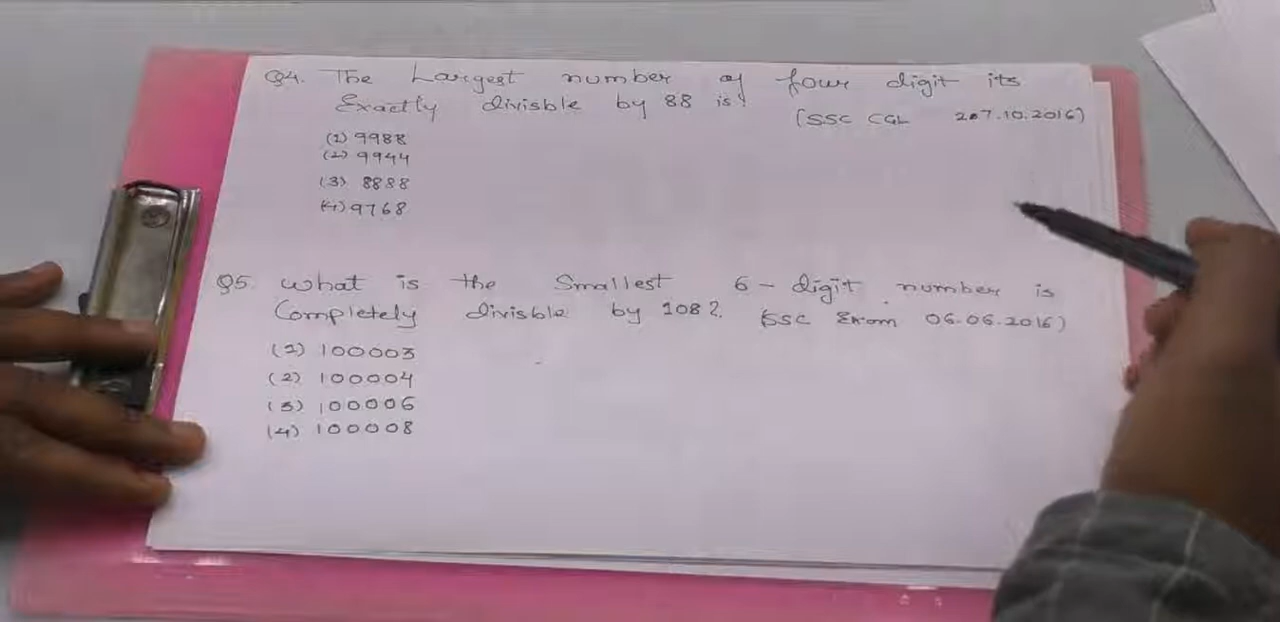 Q4. The Largest number of four digit its
Exactly divisble by 88 is?
(SSC CGL 27.10.2016)
(1) 9988
(2) 9944
(3) 8888
(4) 9768
Q5. What is the Smallest 6-digit number is
Completely divisble by 108?. (SSC Exam 06.06.2016)
(1) 100003
(2) 100004
(3) 100006
(4) 100008